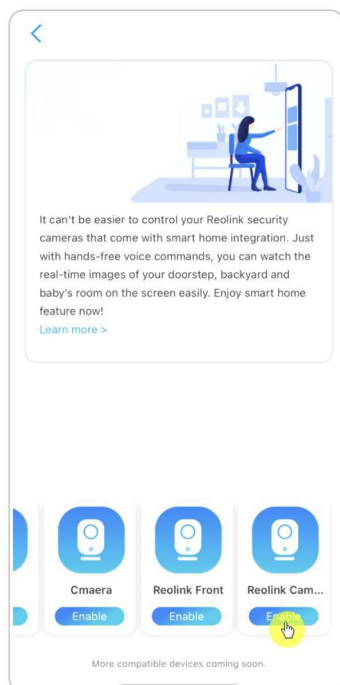 It can't be easier to control your Reolink security
cameras that come with smart home integration. Just
with hands-free voice commands, you can watch the
real-time images of your doorstep, backyard and
baby's room on the screen easily. Enjoy smart home
feature now!
Learn more >
Cmaera
Reolink Front
Reolink Cam...
Enable
Enable
Enable
More compatible devices coming soon.